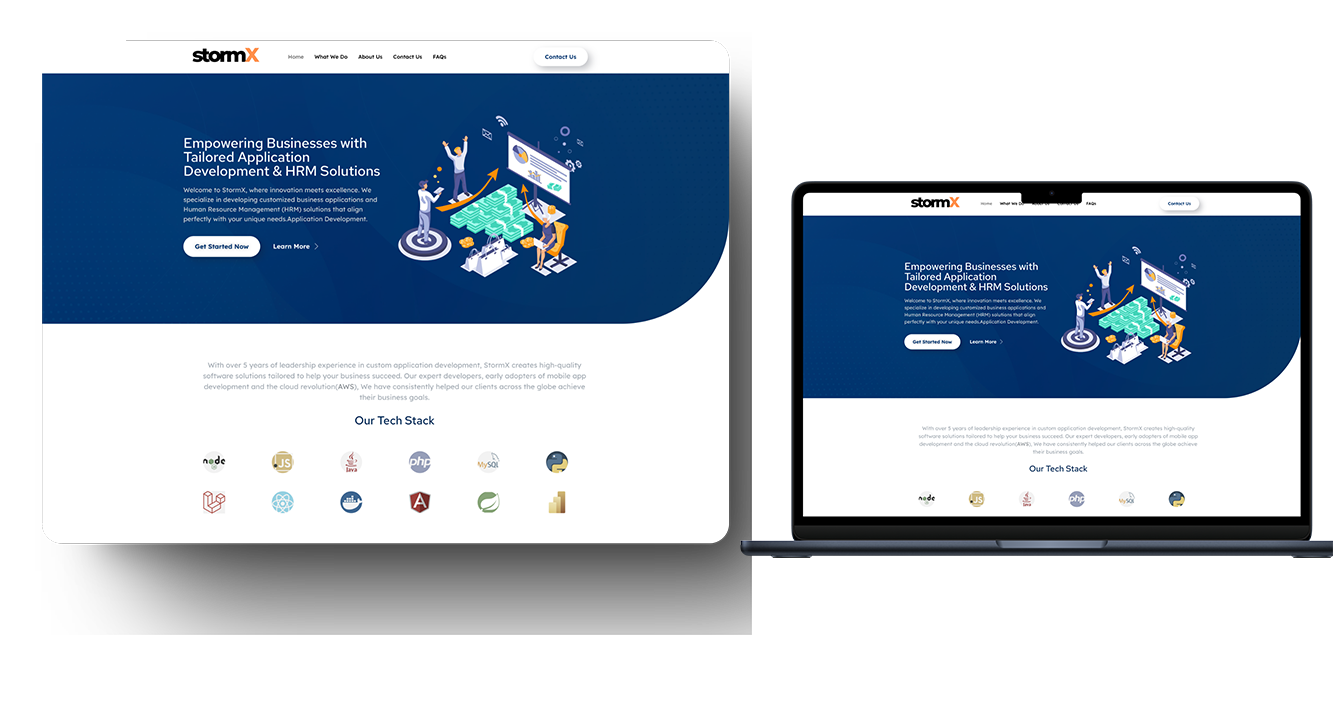 stormX
Home What We Do About Us Contact Us FAQs
Contact Us
Empowering Businesses with
Tailored Application
Development & HRM Solutions
Welcome to StormX, where innovation meets excellence. We
specialize in developing customized business applications and
Human Resource Management (HRM) solutions that align
perfectly with your unique needs.Application Development.
Get Started Now Learn More
With over 5 years of leadership experience in custom application development, StormX creates high-quality
software solutions tailored to help your business succeed. Our expert developers, early adopters of mobile app
development and the cloud revolution(AWS), We have consistently helped our clients across the globe achieve
their business goals.
Our Tech Stack
node JS Java php MySQL
A
stormX
Home What We Do About Us Contact Us FAQs
Contact Us
Empowering Businesses with
Tailored Application
Development & HRM Solutions
Welcome to StormX, where innovation meets excellence. We
specialize in developing customized business applications and
Human Resource Management (HRM) solutions that align
perfectly with your unique needs.Application Development.
Get Started Now Learn More
With over 5 years of leadership experience in custom application development, StormX creates high-quality
software solutions tailored to help your business succeed. Our expert developers, early adopters of mobile app
development and the cloud revolution(AWS), We have consistently helped our clients across the globe achieve
their business goals.
Our Tech Stack
node JS Java php MySQL